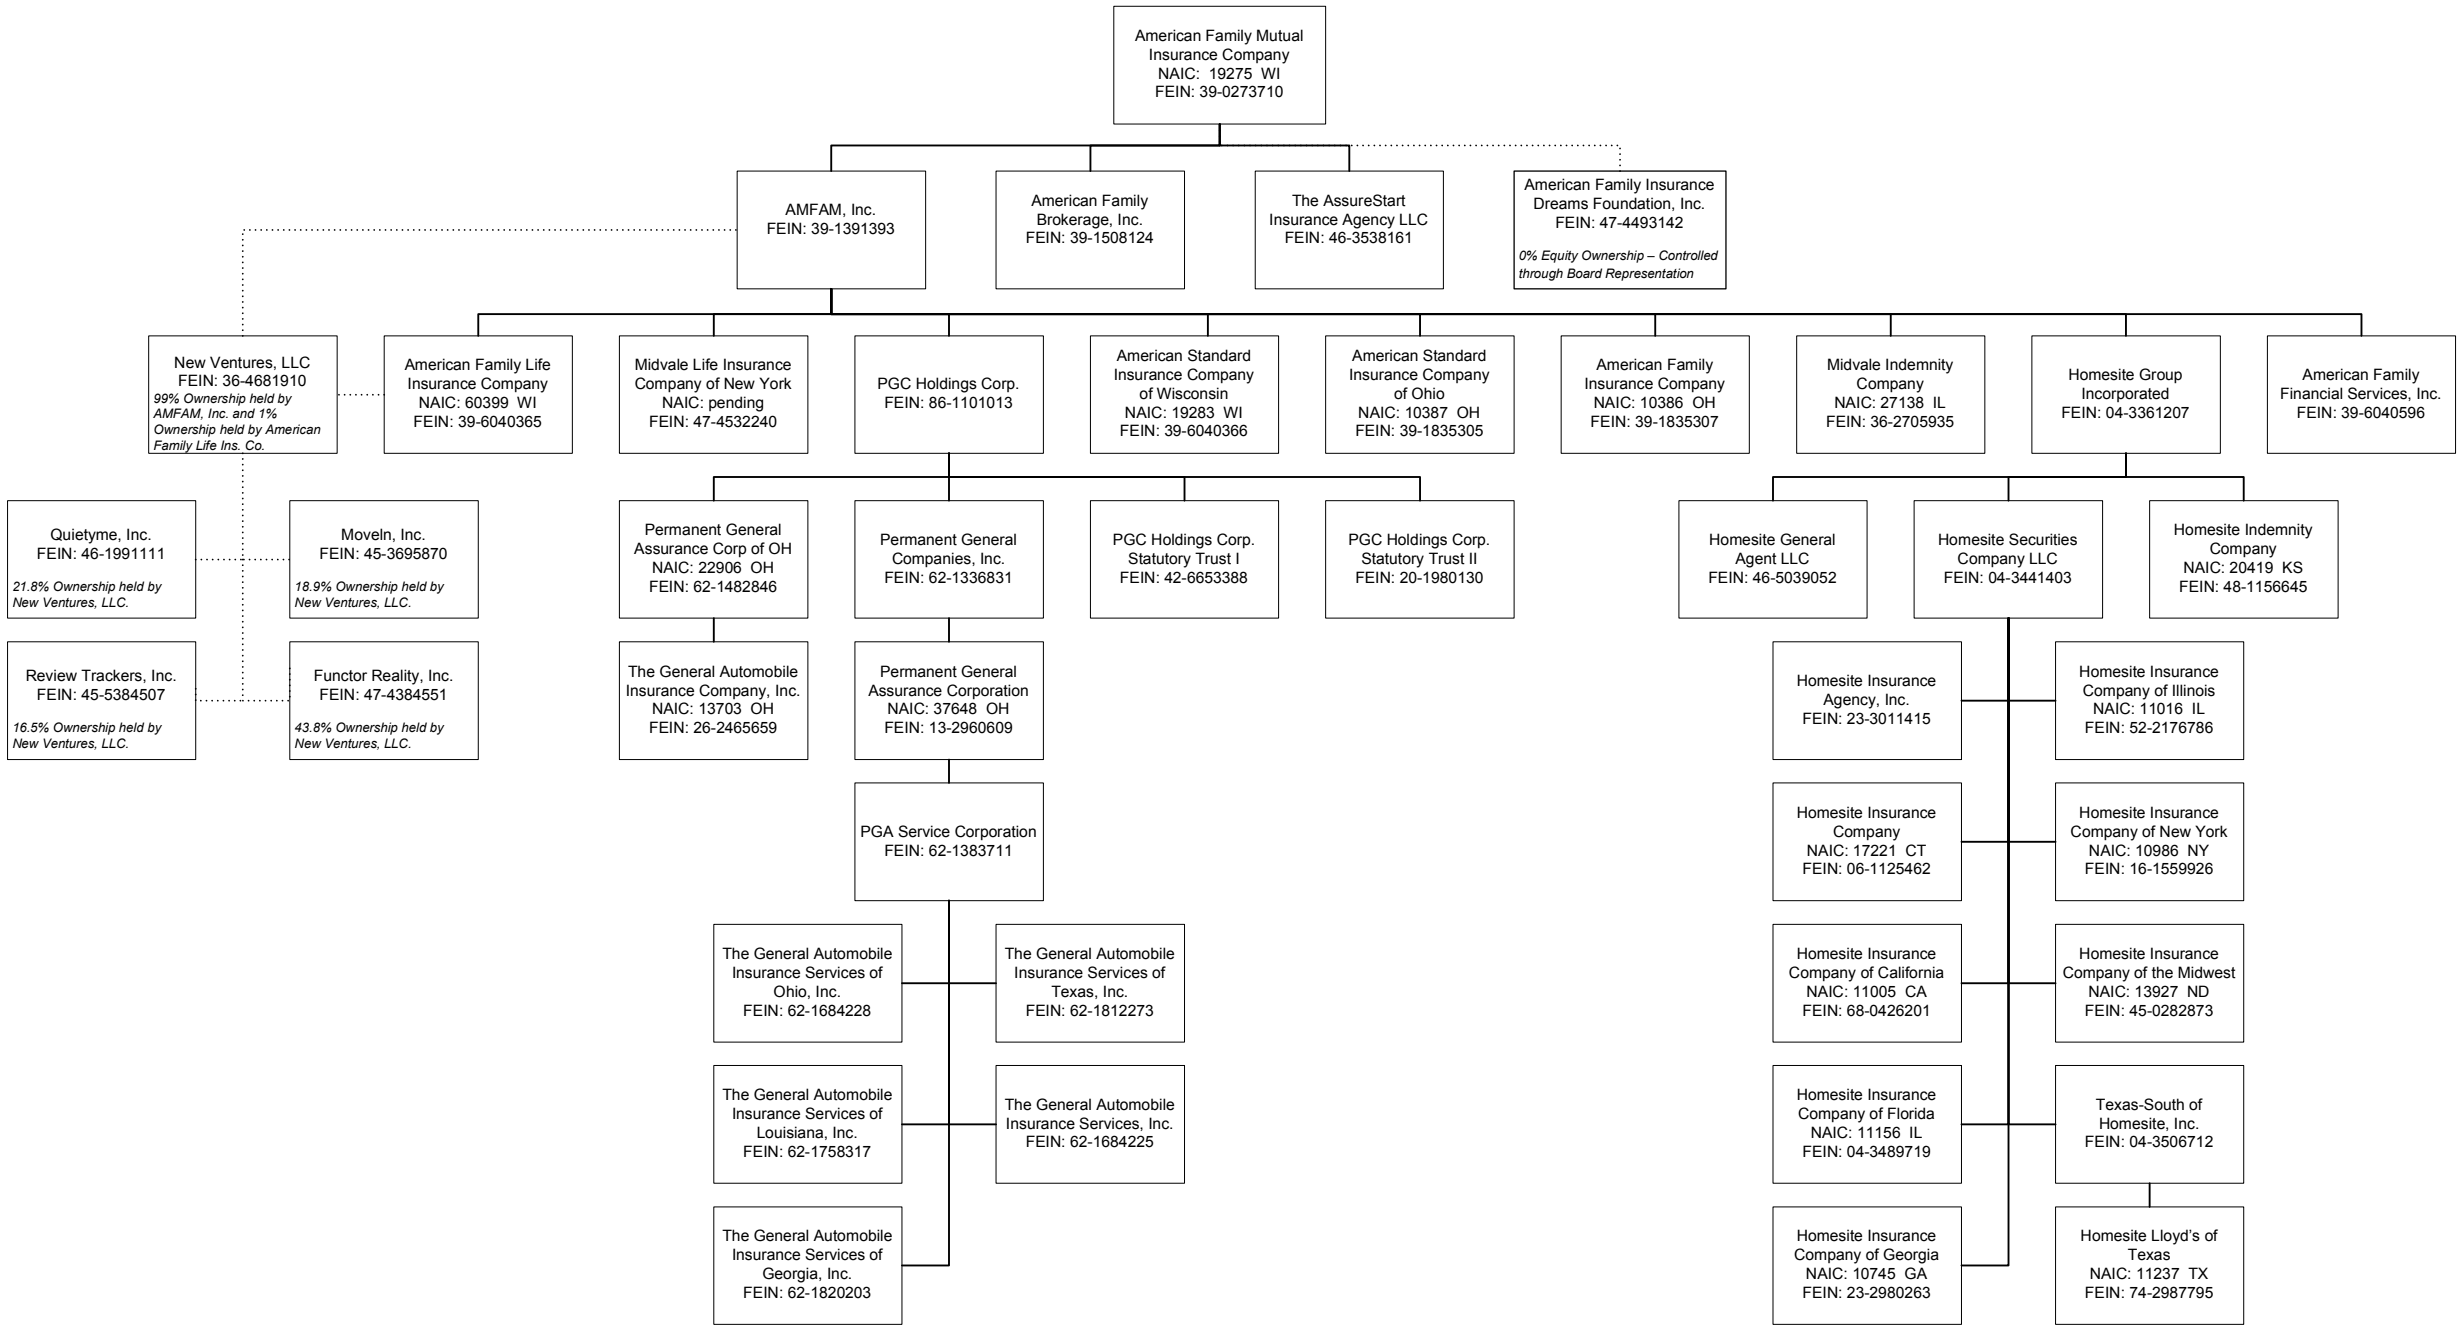 American Family Mutual
Insurance Company
NAIC: 19275 WI
FEIN: 39-0273710
AMFAM, Inc.
FEIN: 39-1391393
American Family
Brokerage, Inc.
FEIN: 39-1508124
The AssureStart
Insurance Agency LLC
FEIN: 46-3538161
American Family Insurance
Dreams Foundation, Inc.
FEIN: 47-4493142
0% Equity Ownership – Controlled
through Board Representation
New Ventures, LLC
FEIN: 36-4681910
99% Ownership held by
AMFAM, Inc. and 1%
Ownership held by American
Family Life Ins. Co.
American Family Life
Insurance Company
NAIC: 60399 WI
FEIN: 39-6040365
Midvale Life Insurance
Company of New York
NAIC: pending
FEIN: 47-4532240
PGC Holdings Corp.
FEIN: 86-1101013
American Standard
Insurance Company
of Wisconsin
NAIC: 19283 WI
FEIN: 39-6040366
American Standard
Insurance Company
of Ohio
NAIC: 10387 OH
FEIN: 39-1835305
American Family
Insurance Company
NAIC: 10386 OH
FEIN: 39-1835307
Midvale Indemnity
Company
NAIC: 27138 IL
FEIN: 36-2705935
Homesite Group
Incorporated
FEIN: 04-3361207
American Family
Financial Services, Inc.
FEIN: 39-6040596
Quietyme, Inc.
FEIN: 46-1991111
21.8% Ownership held by
New Ventures, LLC.
MoveIn, Inc.
FEIN: 45-3695870
18.9% Ownership held by
New Ventures, LLC.
Permanent General
Assurance Corp of OH
NAIC: 22906 OH
FEIN: 62-1482846
Permanent General
Companies, Inc.
FEIN: 62-1336831
PGC Holdings Corp.
Statutory Trust I
FEIN: 42-6653388
PGC Holdings Corp.
Statutory Trust II
FEIN: 20-1980130
Homesite General
Agent LLC
FEIN: 46-5039052
Homesite Securities
Company LLC
FEIN: 04-3441403
Homesite Indemnity
Company
NAIC: 20419 KS
FEIN: 48-1156645
Review Trackers, Inc.
FEIN: 45-5384507
16.5% Ownership held by
New Ventures, LLC.
Functor Reality, Inc.
FEIN: 47-4384551
43.8% Ownership held by
New Ventures, LLC.
The General Automobile
Insurance Company, Inc.
NAIC: 13703 OH
FEIN: 26-2465659
Permanent General
Assurance Corporation
NAIC: 37648 OH
FEIN: 13-2960609
Homesite Insurance
Agency, Inc.
FEIN: 23-3011415
Homesite Insurance
Company of Illinois
NAIC: 11016 IL
FEIN: 52-2176786
PGA Service Corporation
FEIN: 62-1383711
Homesite Insurance
Company
NAIC: 17221 CT
FEIN: 06-1125462
Homesite Insurance
Company of New York
NAIC: 10986 NY
FEIN: 16-1559926
The General Automobile
Insurance Services of
Ohio, Inc.
FEIN: 62-1684228
The General Automobile
Insurance Services of
Texas, Inc.
FEIN: 62-1812273
Homesite Insurance
Company of California
NAIC: 11005 CA
FEIN: 68-0426201
Homesite Insurance
Company of the Midwest
NAIC: 13927 ND
FEIN: 45-0282873
The General Automobile
Insurance Services of
Louisiana, Inc.
FEIN: 62-1758317
The General Automobile
Insurance Services, Inc.
FEIN: 62-1684225
Homesite Insurance
Company of Florida
NAIC: 11156 IL
FEIN: 04-3489719
Texas-South of
Homesite, Inc.
FEIN: 04-3506712
The General Automobile
Insurance Services of
Georgia, Inc.
FEIN: 62-1820203
Homesite Insurance
Company of Georgia
NAIC: 10745 GA
FEIN: 23-2980263
Homesite Lloyd's of
Texas
NAIC: 11237 TX
FEIN: 74-2987795